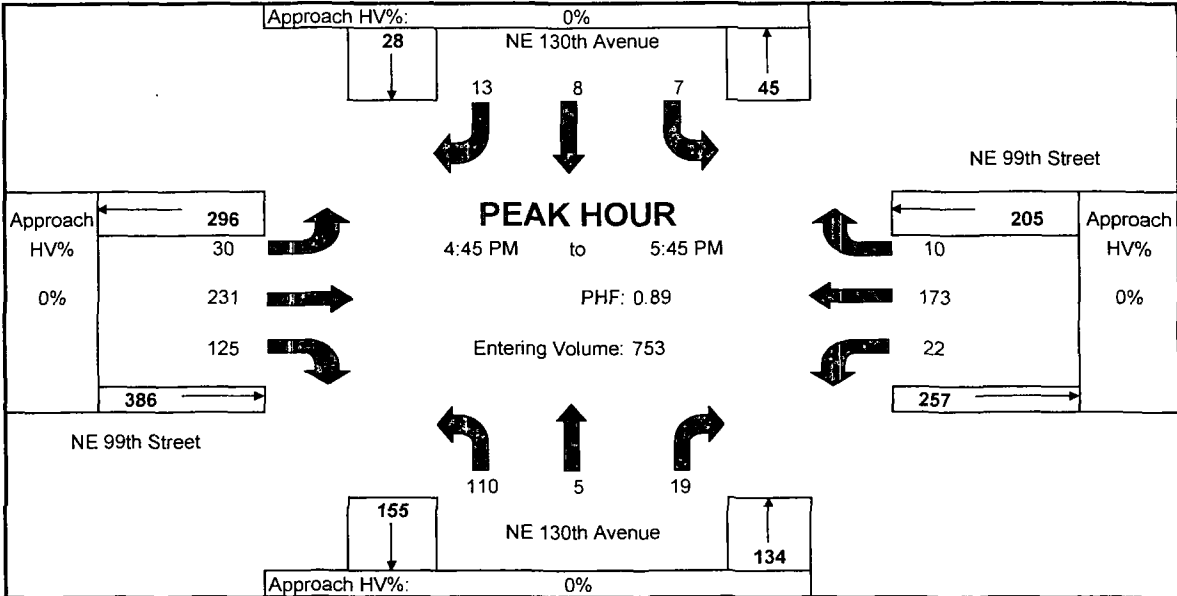 Approach HV%: 0%
28 NE 130th Avenue 45
13 8 7
NE 99th Street
Approach 296 PEAK HOUR 205 Approach
HV% 30 4:45 PM to 5:45 PM 10 HV%
0% 231 PHF: 0.89 173 0%
125 Entering Volume: 753 22
386 257
NE 99th Street
110 5 19
155 NE 130th Avenue 134
Approach HV%: 0%